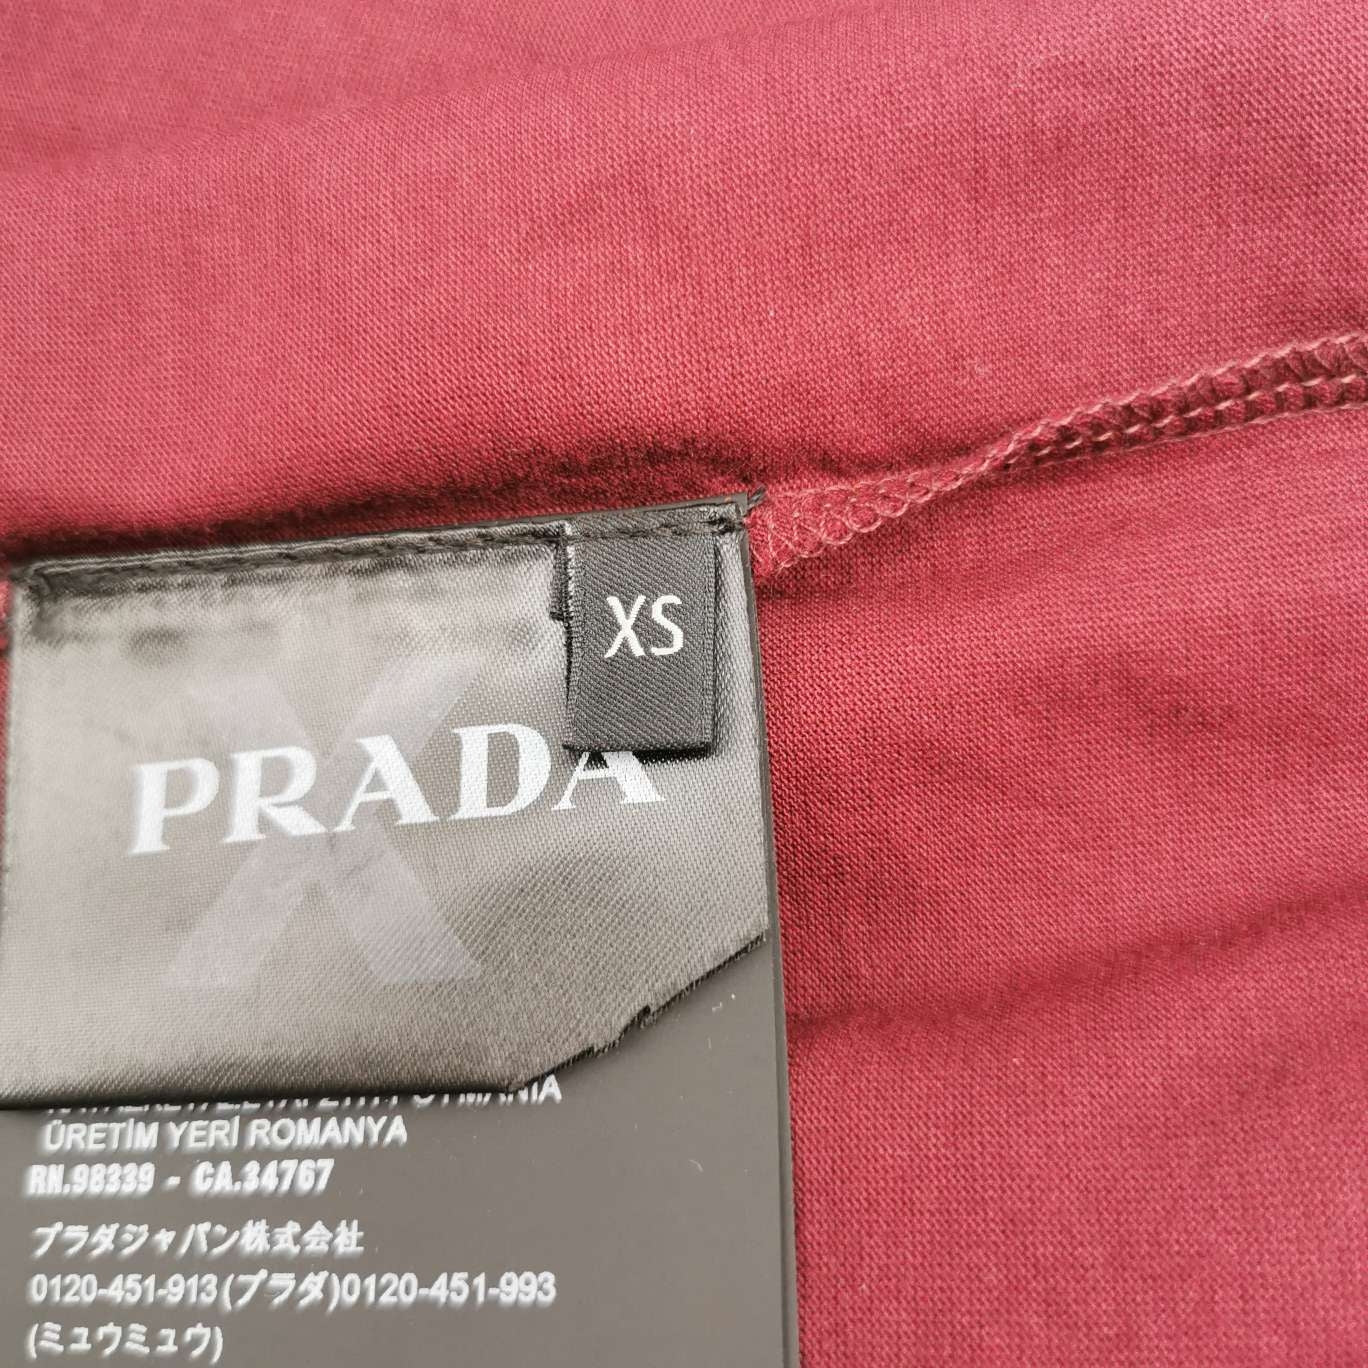 XS
PRADA
ÜRETİM YERİ ROMANYA
RN.98339 - CA.34767
プラダジャパン株式会社
0120-451-913(プラダ)0120-451-993
(ミュウミュウ)